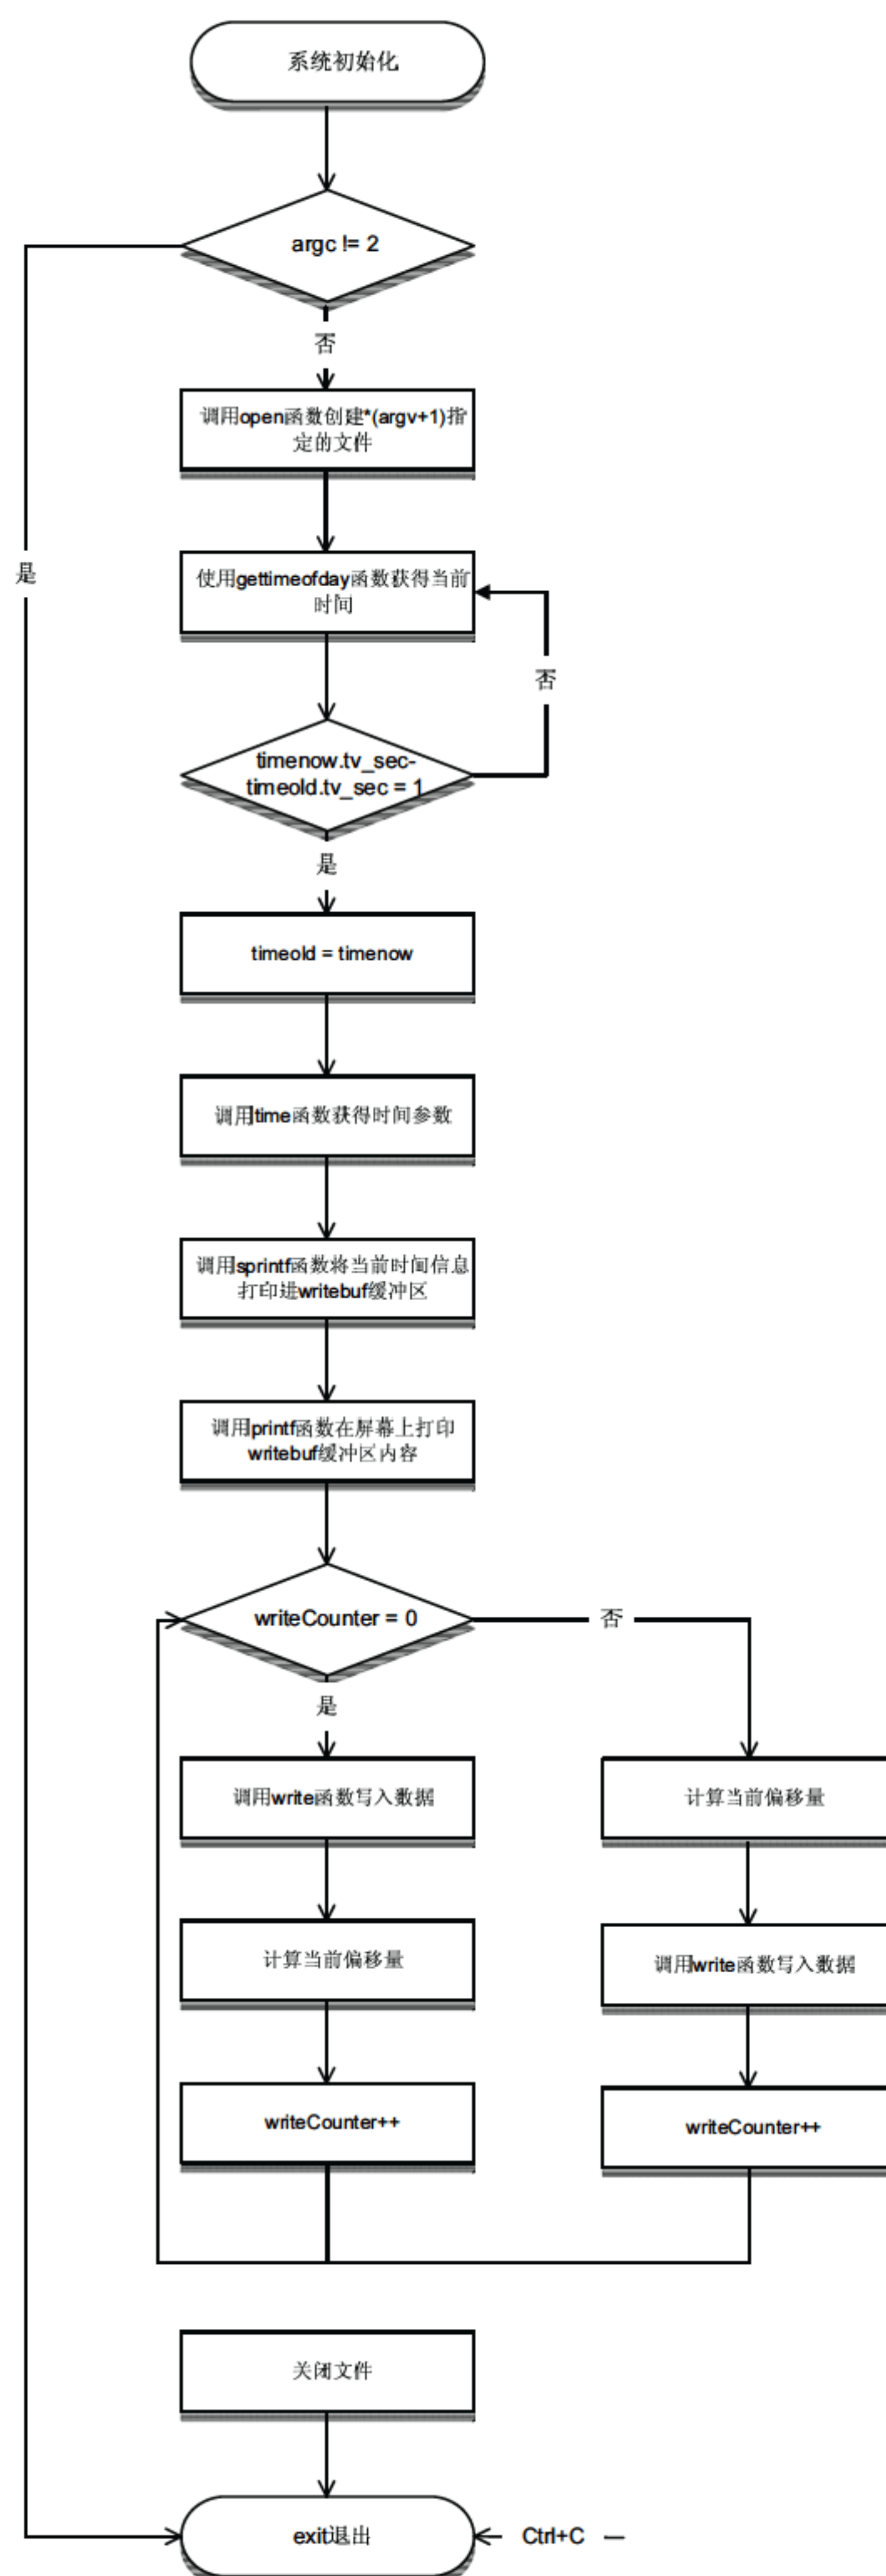 系统初始化
argc != 2
否
调用open函数创建*(argv+1)指
定的文件
是
使用gettimeofday函数获得当前
时间
否
timenow.tv_sec-
timeold.tv_sec = 1
是
timeold = timenow
调用time函数获得时间参数
调用sprintf函数将当前时间信息
打印进writebuf缓冲区
调用printf函数在屏幕上打印
writebuf缓冲区内容
writeCounter = 0
否
是
调用write函数写入数据
计算当前偏移量
计算当前偏移量
调用write函数写入数据
writeCounter++
writeCounter++
关闭文件
exit退出
Ctrl+C